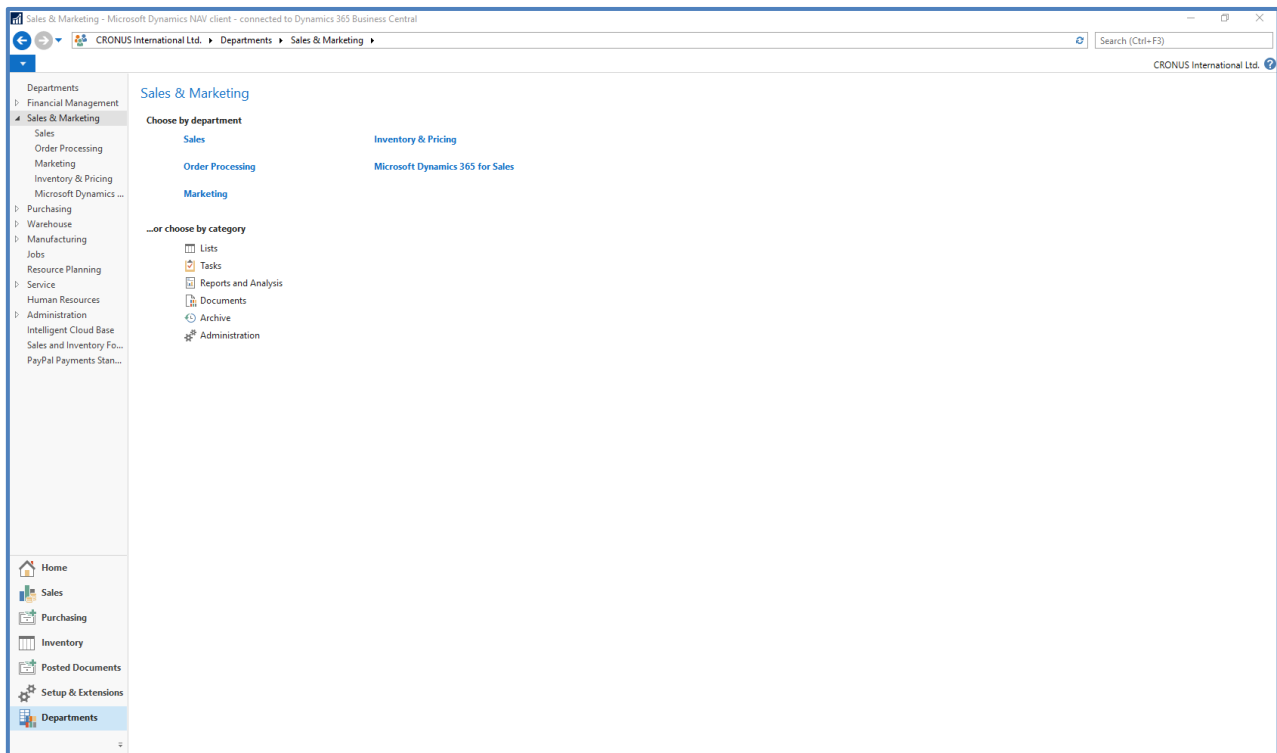 Sales & Marketing - Microsoft Dynamics NAV client - connected to Dynamics 365 Business Central
CRONUS International Ltd. Departments Sales & Marketing
Search (Ctrl+F3)
CRONUS International Ltd.
Departments
Financial Management
Sales & Marketing
Sales
Order Processing
Marketing
Inventory & Pricing
Microsoft Dynamics ...
Purchasing
Warehouse
Manufacturing
Jobs
Resource Planning
Service
Human Resources
Administration
Intelligent Cloud Base
Sales and Inventory Fo...
PayPal Payments Stan...
Home
Sales
Purchasing
Inventory
Posted Documents
Setup & Extensions
Departments
Sales & Marketing
Choose by department
Sales Inventory & Pricing
Order Processing Microsoft Dynamics 365 for Sales
Marketing
...or choose by category
Lists
Tasks
Reports and Analysis
Documents
Archive
Administration